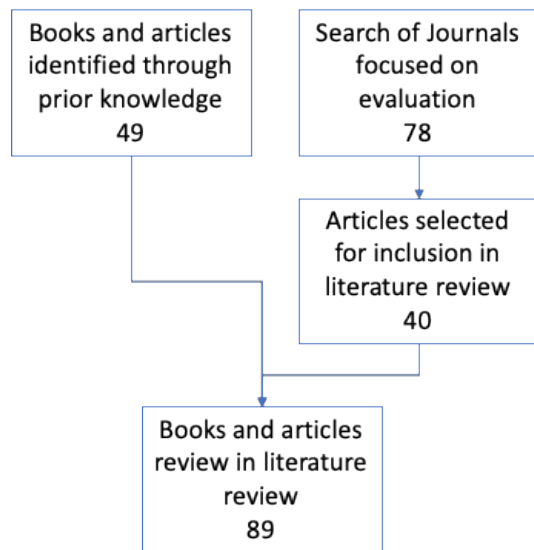 Books and articles
identified through
prior knowledge
49
Search of Journals
focused on
evaluation
78
Articles selected
for inclusion in
literature review
40
Books and articles
review in literature
review
89